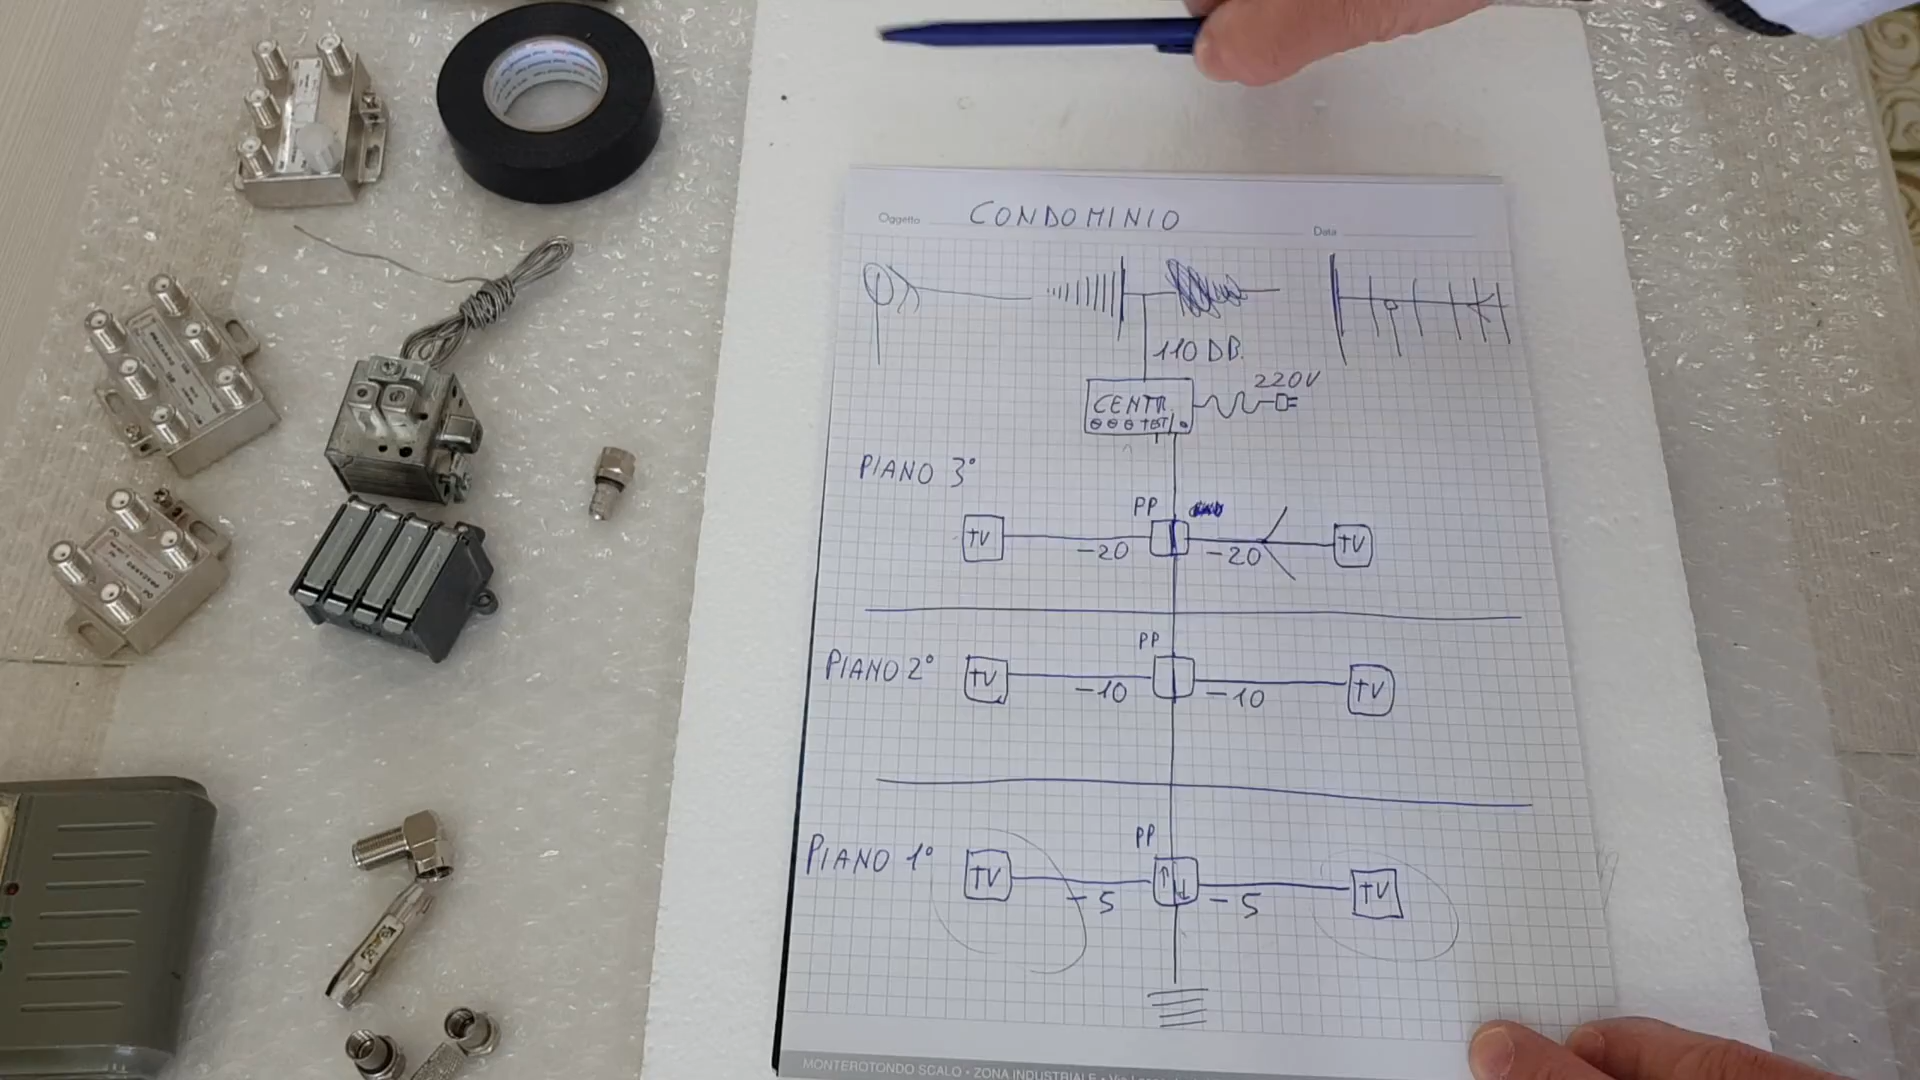 Oggetto CONDOMINIO Data
110 DB.
220V
CENTR.
TEST
PIANO 3°
PP
TV -20 -20 TV
PP
PIANO 2° TV -10 -10 TV
PP
PIANO 1° TV -5 -5 TV
MONTEROTONDO SCALO • ZONA INDUSTRIALE •